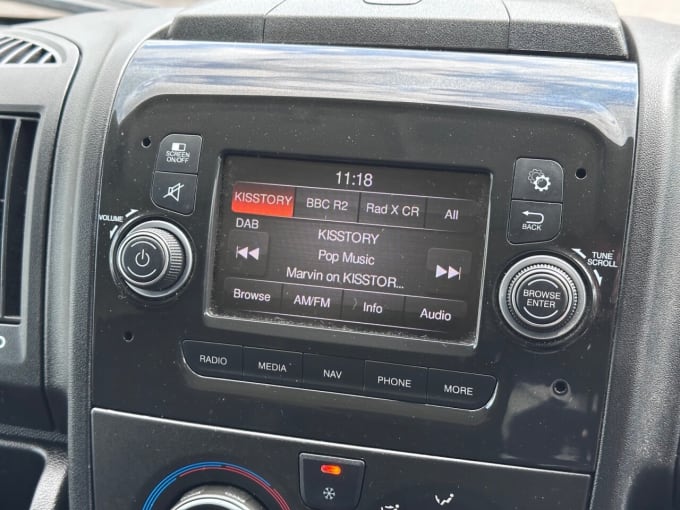 11:18
SCREEN ON/OFF
KISSTORY BBC R2 Rad X CR All
DAB
KISSTORY
Pop Music
Marvin on KISSTOR...
Browse AM/FM Info Audio
VOLUME
BACK
TUNE
SCROLL
BROWSE
ENTER
RADIO MEDIA NAV PHONE MORE